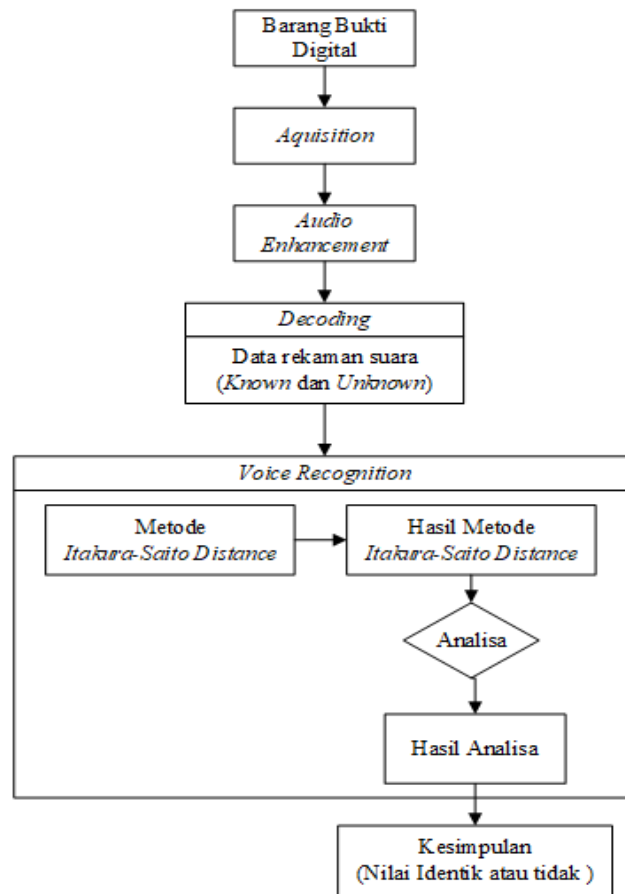 Barang Bukti
Digital
Aquisition
Audio
Enhancement
Decoding
Data rekaman suara
(Known dan Unknown)
Voice Recognition
Metode
Itakura-Saito Distance
Hasil Metode
Itakura-Saito Distance
Analisa
Hasil Analisa
Kesimpulan
(Nilai Identik atau tidak )